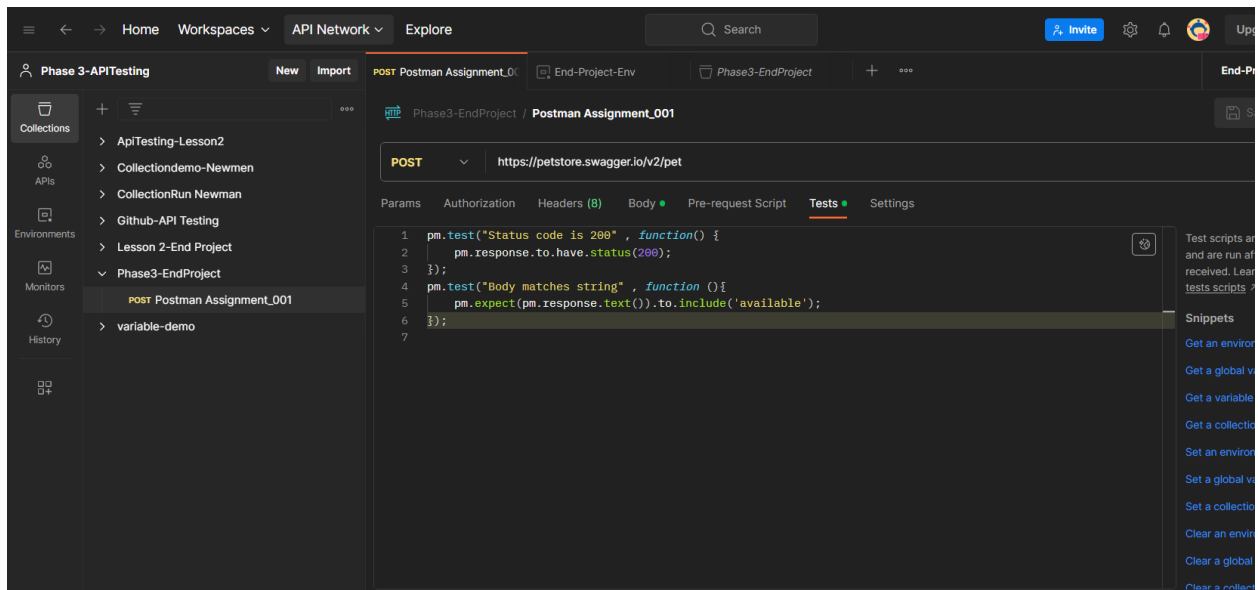 Home Workspaces API Network Explore Search Invite
Phase 3-APITesting New Import POST Postman Assignment_00 End-Project-Env Phase3-EndProject End-Pr
Collections
APIs
Environments
Monitors
History
ApiTesting-Lesson2
Collectiondemo-Newmen
CollectionRun Newman
Github-API Testing
Lesson 2-End Project
Phase3-EndProject
POST Postman Assignment_001
variable-demo
HTTP Phase3-EndProject / Postman Assignment_001
POST https://petstore.swagger.io/v2/pet
Params Authorization Headers (8) Body Pre-request Script Tests Settings
1 pm.test("Status code is 200" , function() {
2 pm.response.to.have.status(200);
3 });
4 pm.test("Body matches string" , function (){
5 pm.expect(pm.response.text()).to.include('available');
6 });
7
Test scripts ar
and are run af
received. Lear
tests scripts
Snippets
Get an environ
Get a global va
Get a variable
Get a collectio
Set an environ
Set a global va
Set a collectio
Clear an enviro
Clear a global
Clear a collect